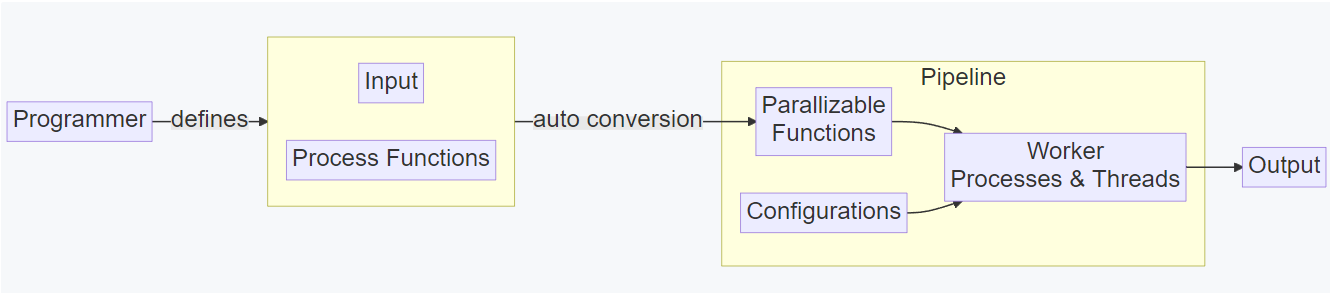 Programmer
defines
Input
Process Functions
auto conversion
Pipeline
Parallizable
Functions
Configurations
Worker
Processes & Threads
Output